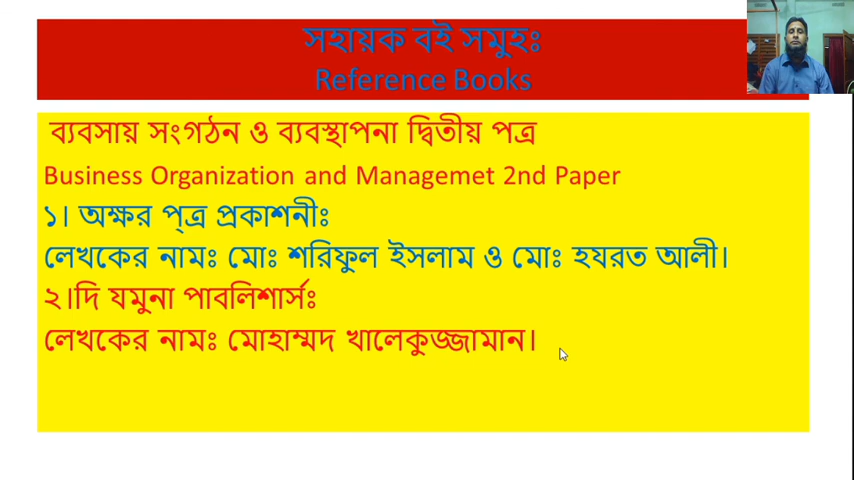 সহায়ক বই সমুহঃ
Reference Books
ব্যবসায় সংগঠন ও ব্যবস্থাপনা দ্বিতীয় পত্র
Business Organization and Managemet 2nd Paper
১। অক্ষর প্ত্র প্রকাশনীঃ
লেখকের নামঃ মোঃ শরিফুল ইসলাম ও মোঃ হযরত আলী।
২।দি যমুনা পাবলিশার্সঃ
লেখকের নামঃ মোহাম্মদ খালেকুজ্জামান।